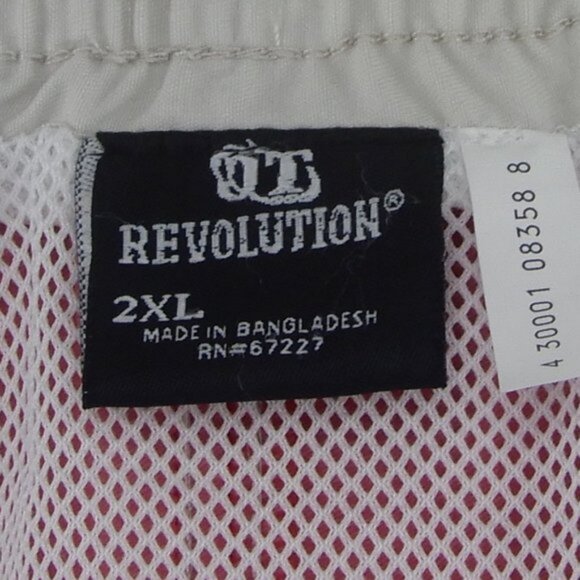 OT
REVOLUTION®
2XL
MADE IN BANGLADESH
RN#67227
4 30001 08358 8